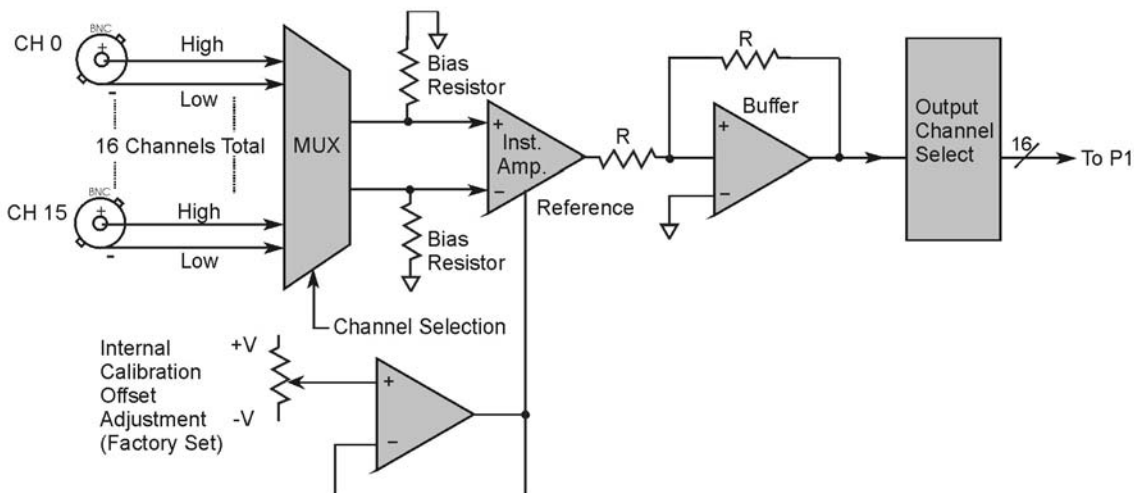 BNC
CH 0
+
-
High
Low
16 Channels Total
BNC
CH 15
+
-
High
Low
MUX
Channel Selection
Bias
Resistor
Bias
Resistor
+
Inst.
Amp.
−
Reference
R
R
Buffer
+
−
Output
Channel
Select
16
To P1
Internal
Calibration
Offset
Adjustment
(Factory Set)
+V
-V
+
−